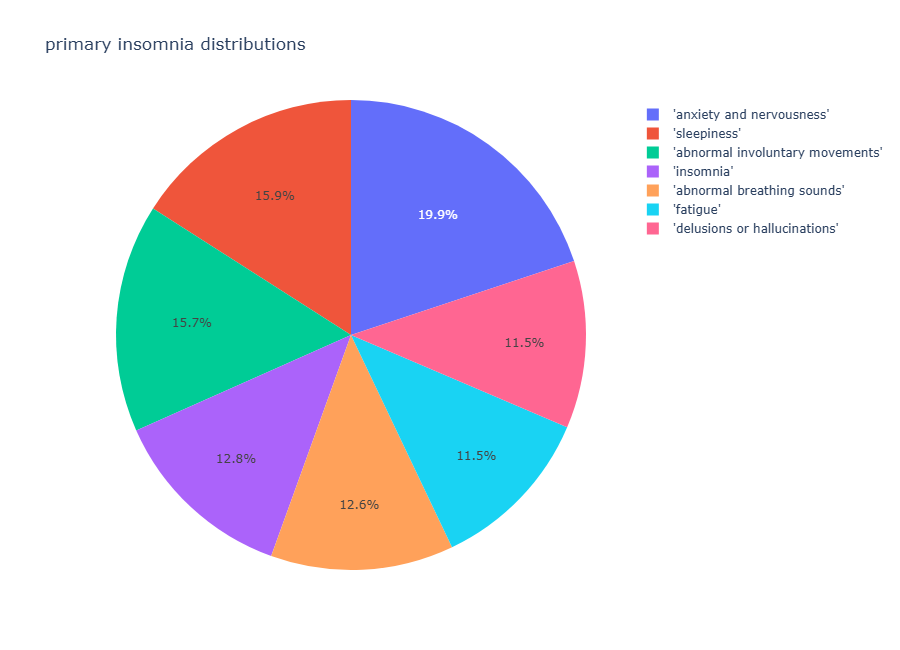 primary insomnia distributions
'anxiety and nervousness'
'sleepiness'
'abnormal involuntary movements'
'insomnia'
'abnormal breathing sounds'
'fatigue'
'delusions or hallucinations'
15.9%
19.9%
15.7%
11.5%
12.8%
11.5%
12.6%